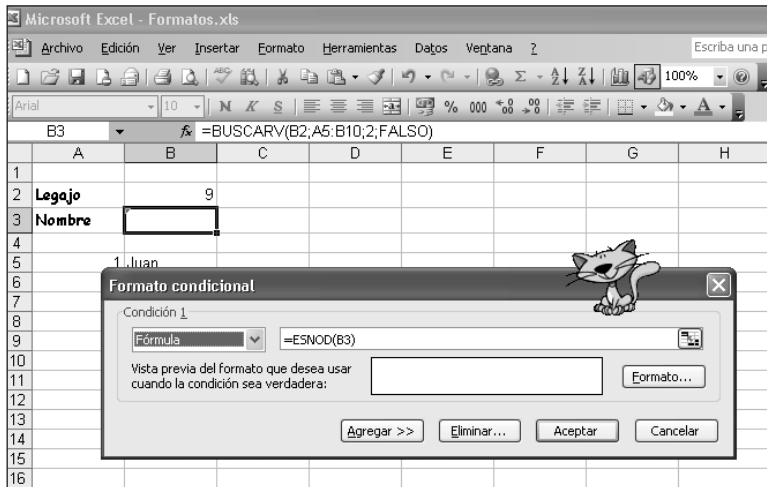 Microsoft Excel - Formatos.xls
Archivo Edición Ver Insertar Formato Herramientas Datos Ventana ? Escriba una p
100%
Arial 10 N K S % 000
B3 fx =BUSCARV(B2;A5:B10;2;FALSO)
A B C D E F G H
1
2 Legajo 9
3 Nombre
4
5 1 Juan
6
Formato condicional
7
Condición 1
8
9 Fórmula =ESNOD(B3)
10
Vista previa del formato que desea usar
cuando la condición sea verdadera:
Formato...
11
12
13
Agregar >> Eliminar... Aceptar Cancelar
14
15
16